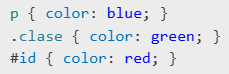 p { color: blue; }
.clase { color: green; }
#id { color: red; }